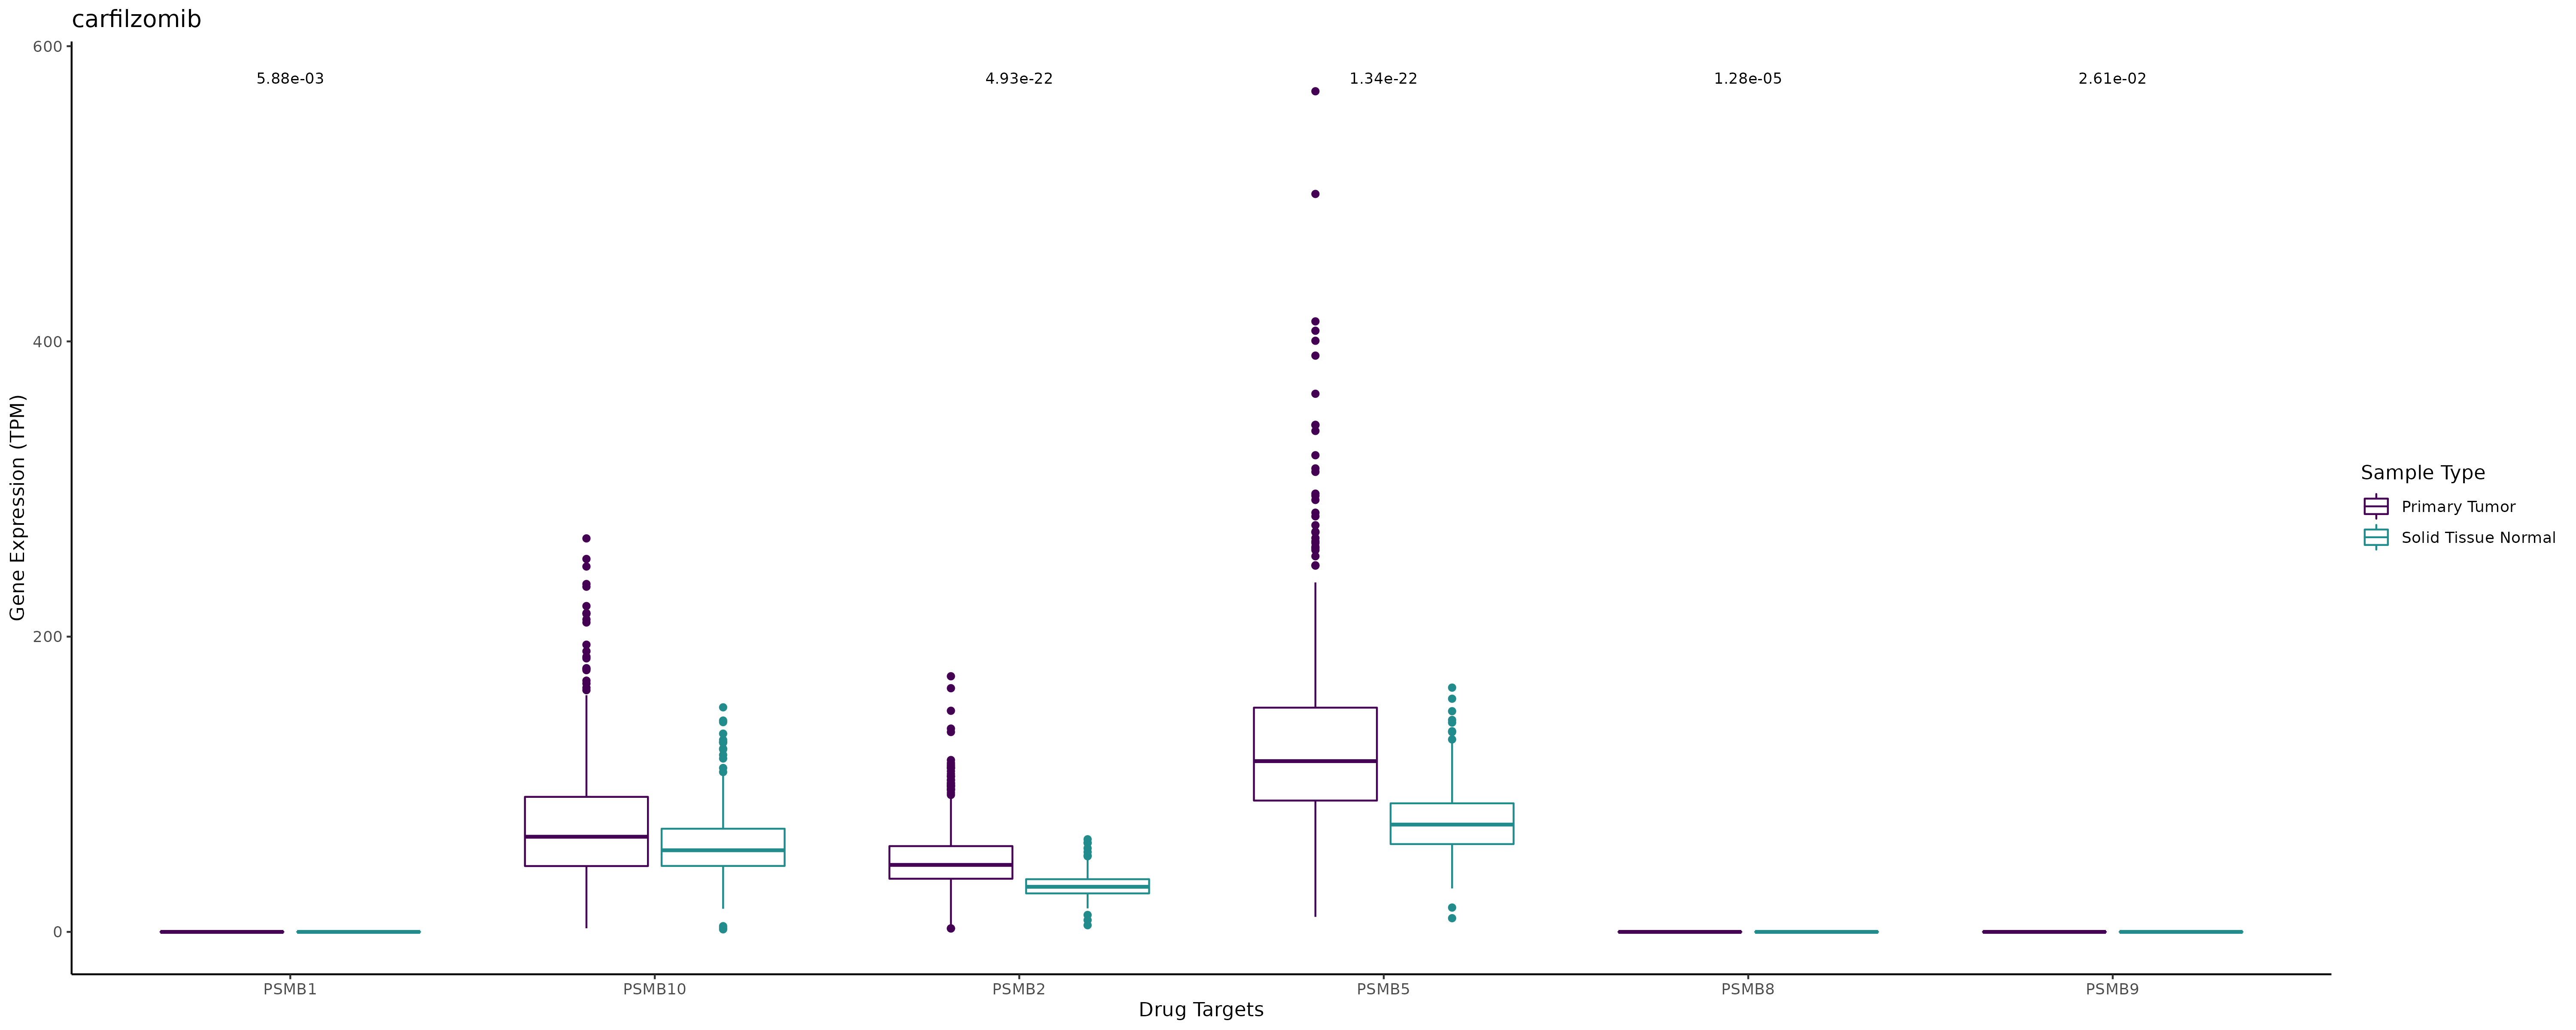 carfilzomib
600
5.88e-03
4.93e-22
1.34e-22
1.28e-05
2.61e-02
400
Gene Expression (TPM)
Sample Type
Primary Tumor
Solid Tissue Normal
200
0
PSMB1
PSMB10
PSMB2
PSMB5
PSMB8
PSMB9
Drug Targets